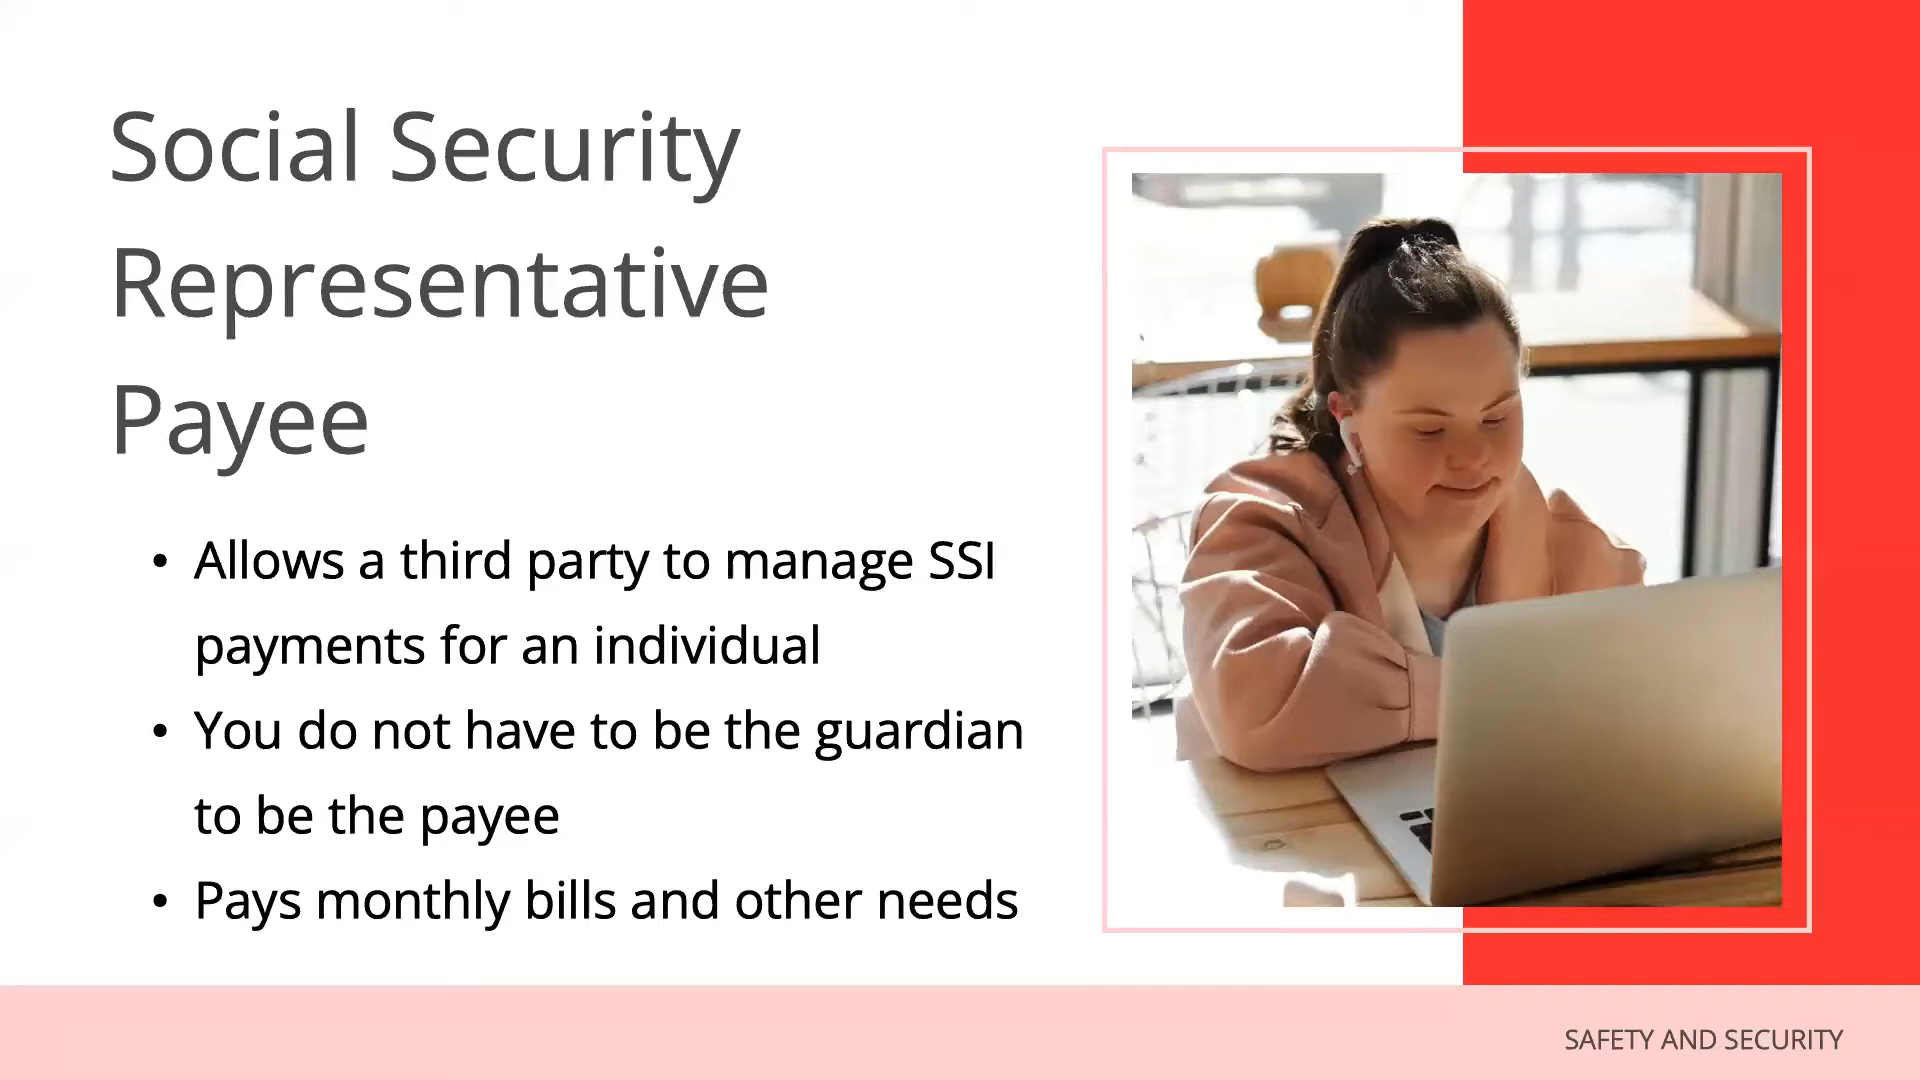 Social Security
Representative
Payee
• Allows a third party to manage SSI
payments for an individual
• You do not have to be the guardian
to be the payee
• Pays monthly bills and other needs
SAFETY AND SECURITY